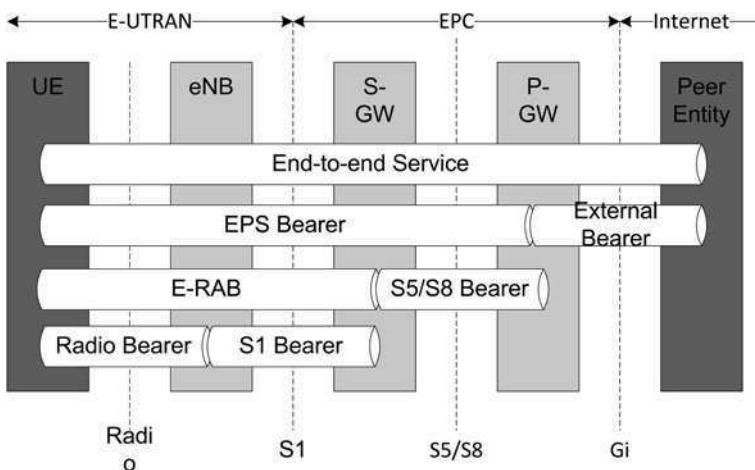 E-UTRAN EPC Internet
UE eNB S- P- Peer
GW GW Entity
End-to-end Service
EPS Bearer External
Bearer
E-RAB S5/S8 Bearer
Radio Bearer S1 Bearer
Radi
o S1 S5/S8 Gi